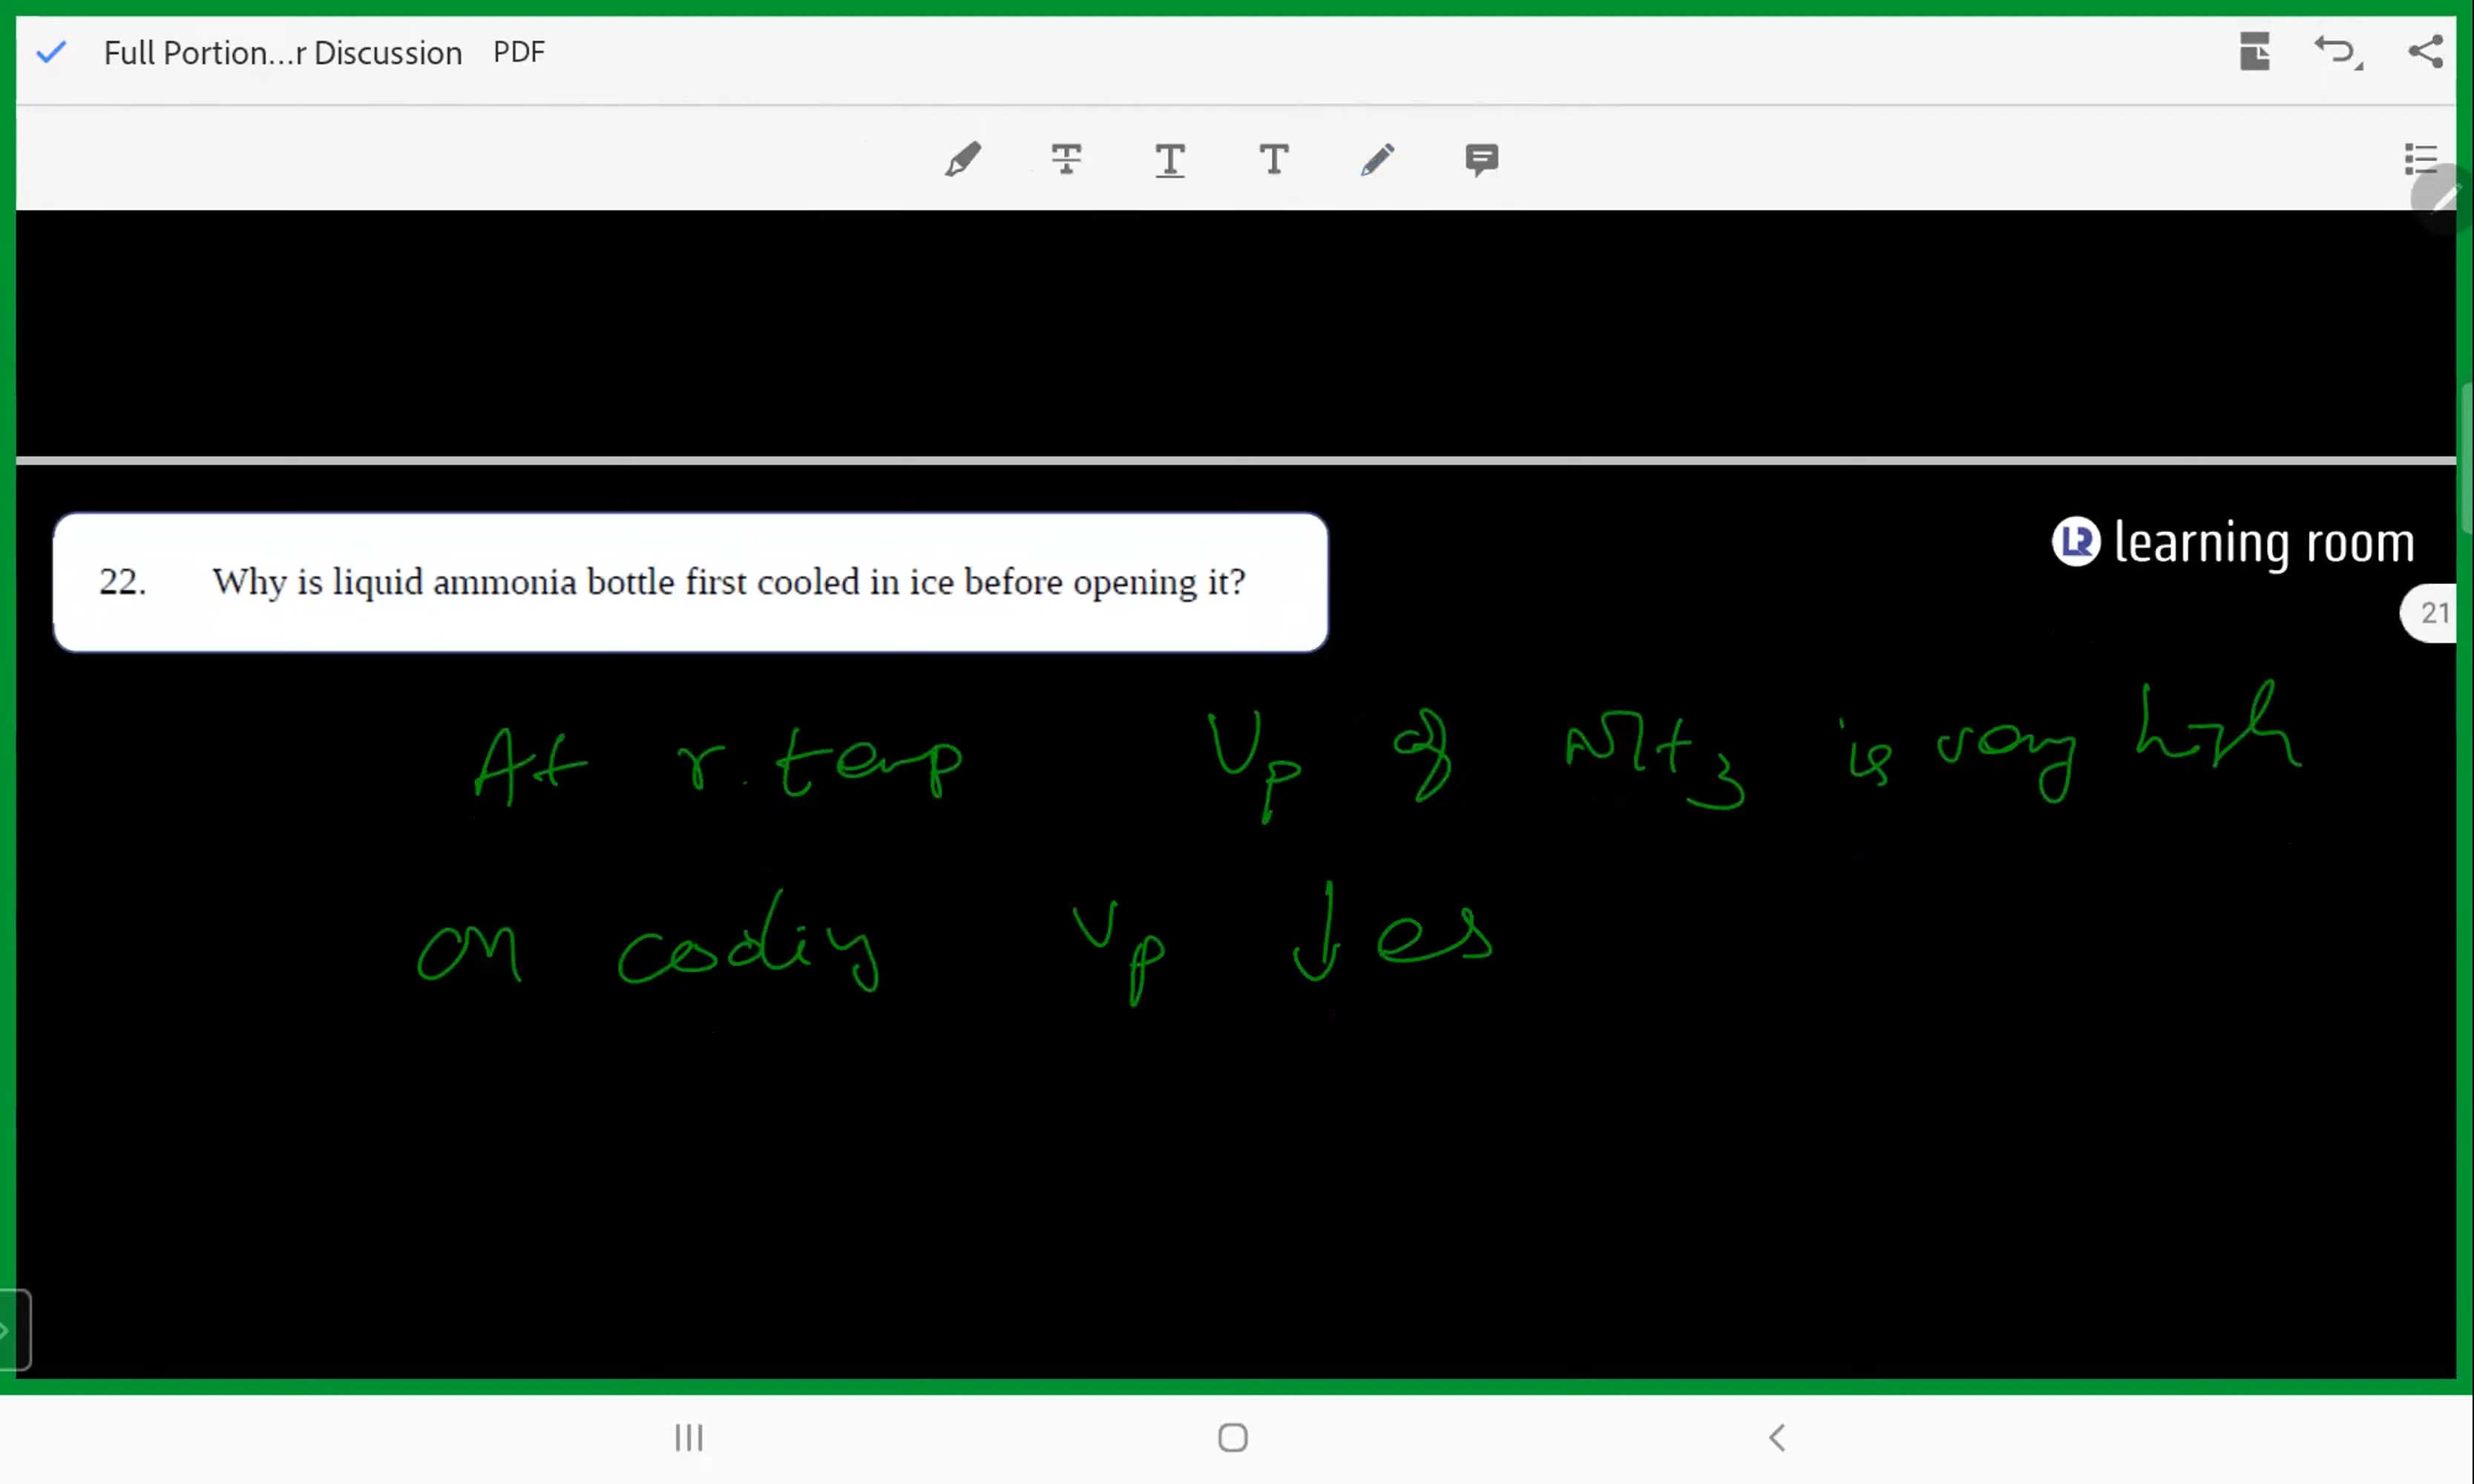 Full Portion...r Discussion PDF
learning room
22. Why is liquid ammonia bottle first cooled in ice before opening it?
21
At r. temp Vp of NH3 is very high
on cooling Vp ↓es